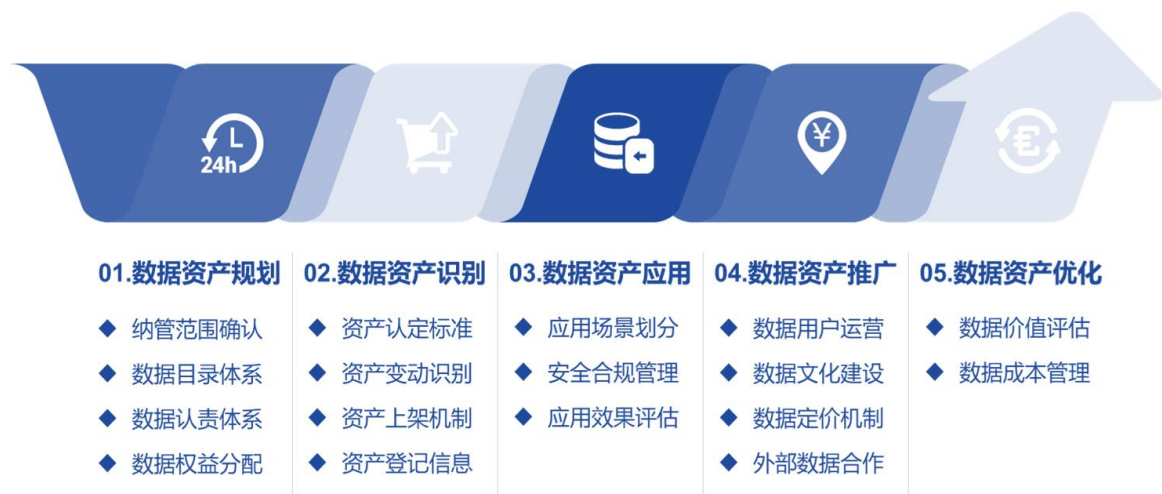 24h
¥
01.数据资产规划
纳管范围确认
数据目录体系
数据认责体系
数据权益分配
02.数据资产识别
资产认定标准
资产变动识别
资产上架机制
资产登记信息
03.数据资产应用
应用场景划分
安全合规管理
应用效果评估
04.数据资产推广
数据用户运营
数据文化建设
数据定价机制
外部数据合作
05.数据资产优化
数据价值评估
数据成本管理